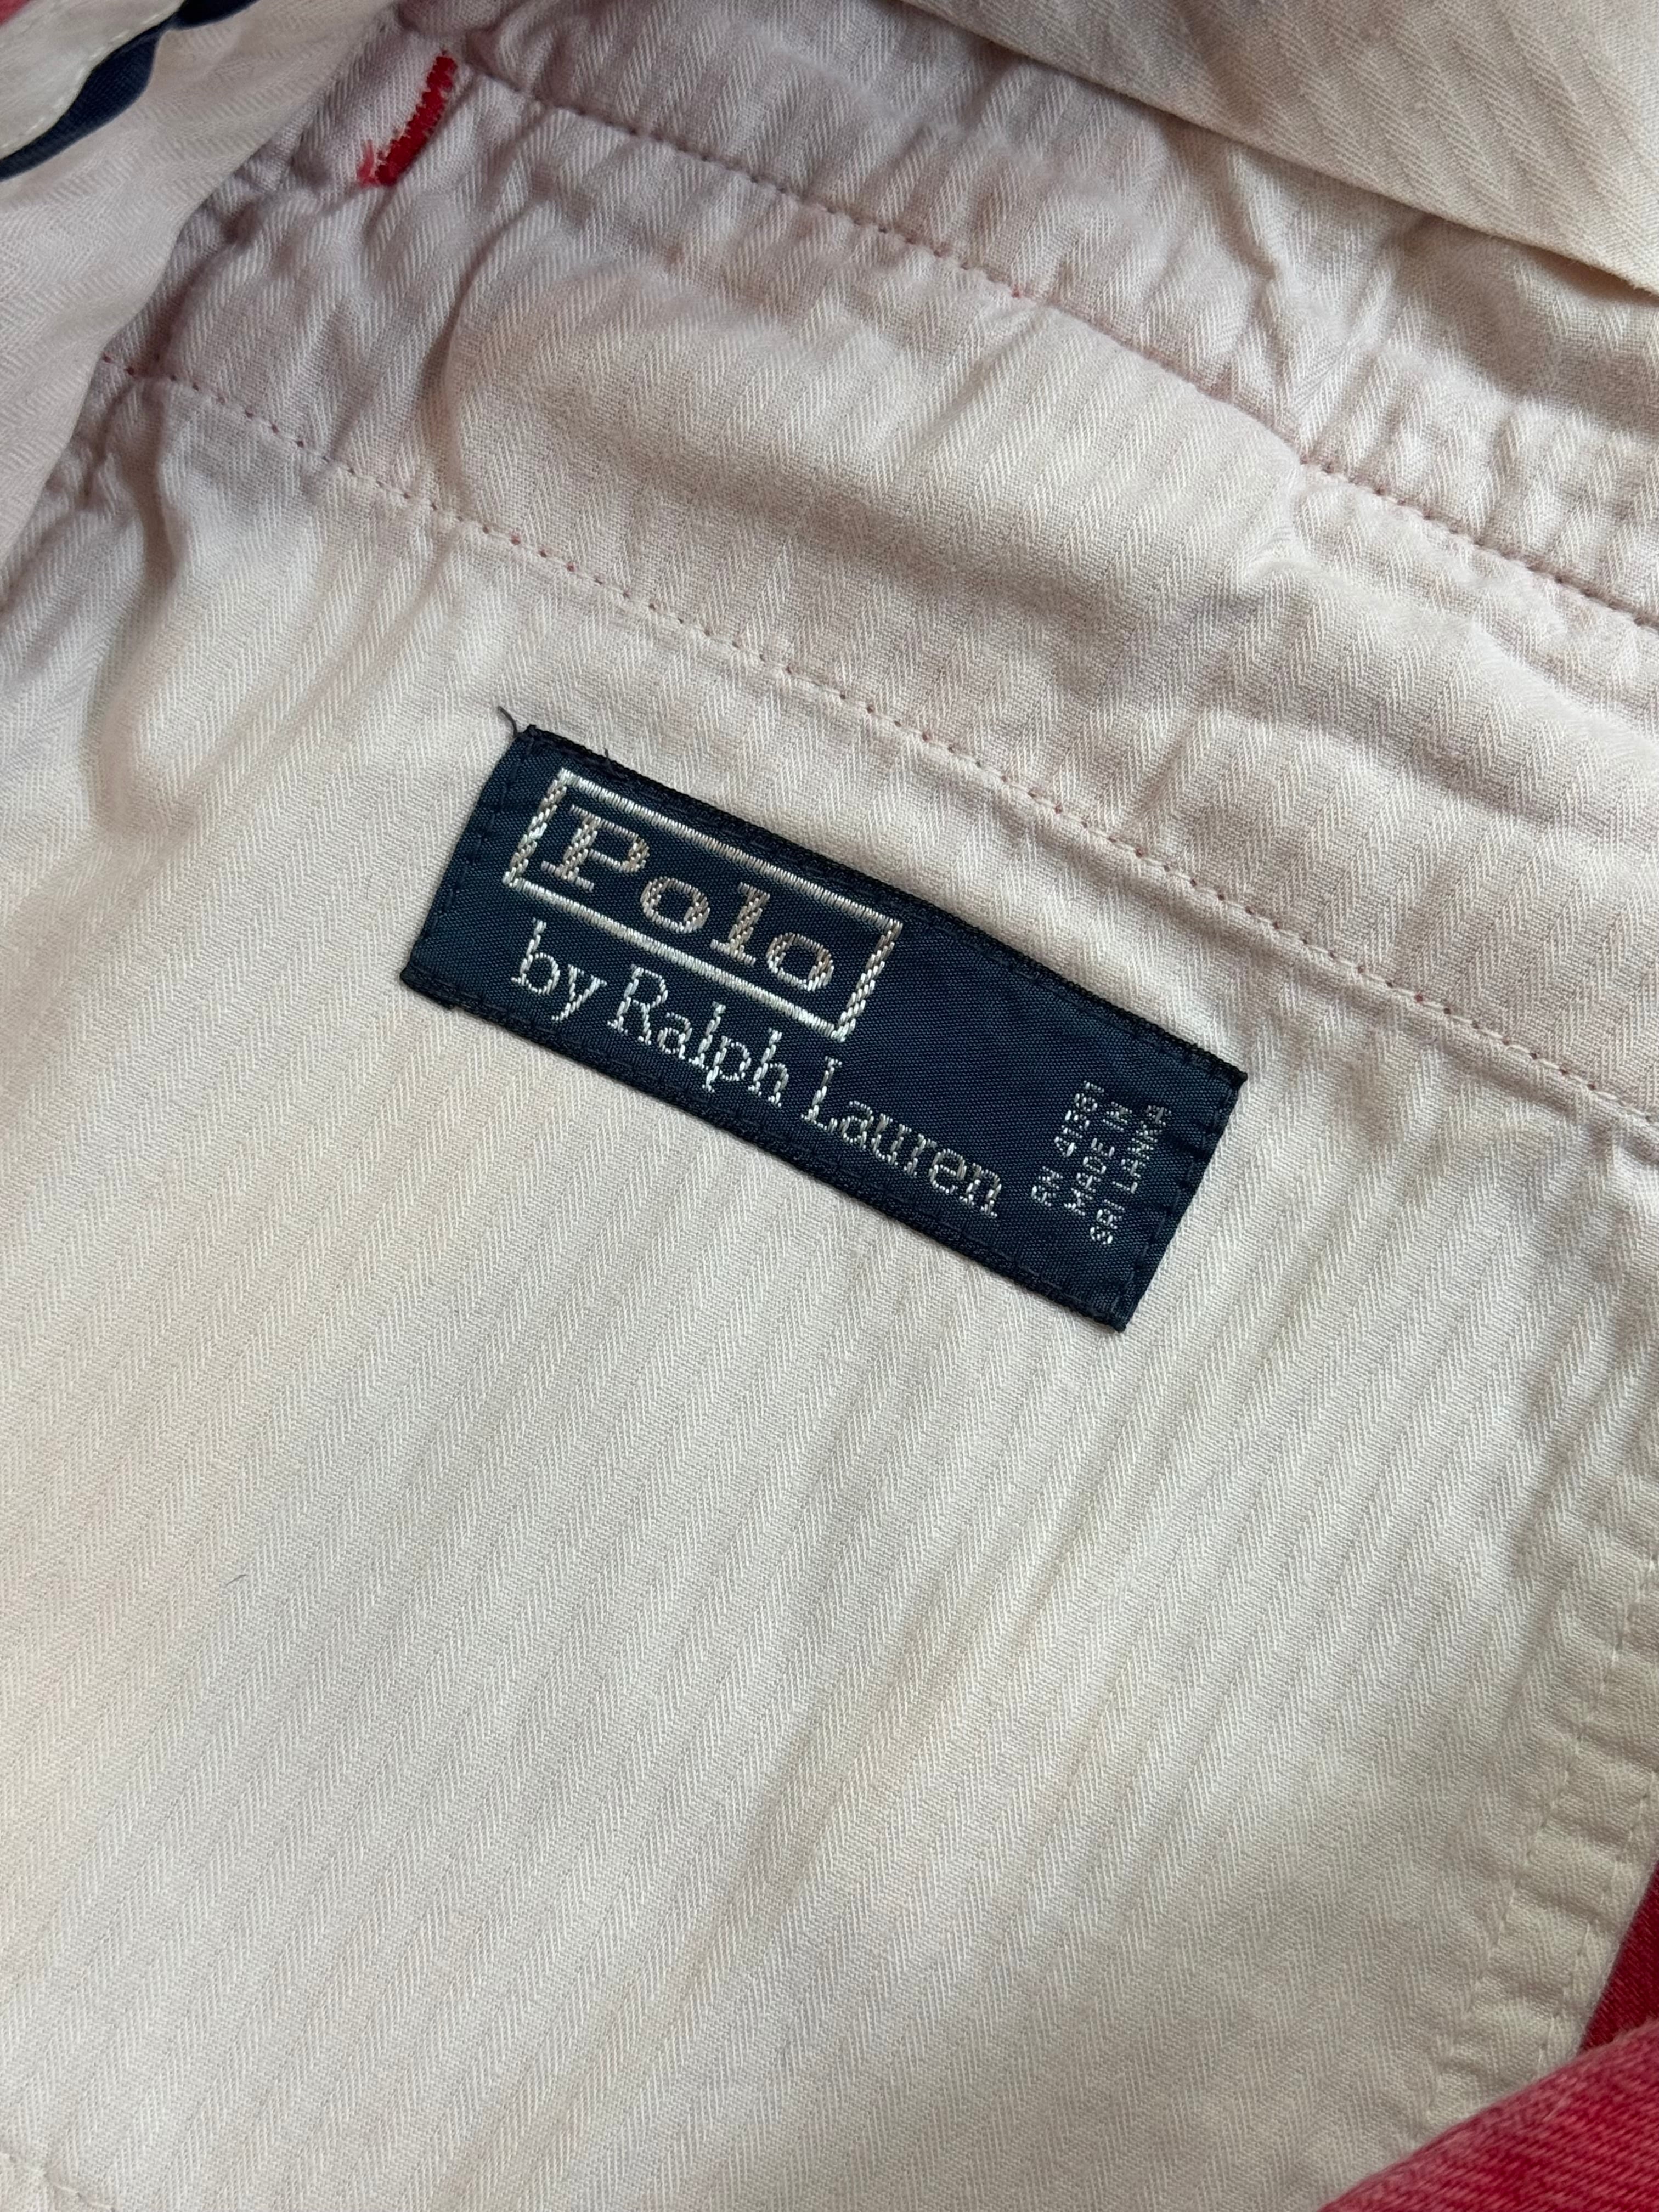 Polo
by Ralph Lauren
RN 41381
MADE IN
SRI LANKA